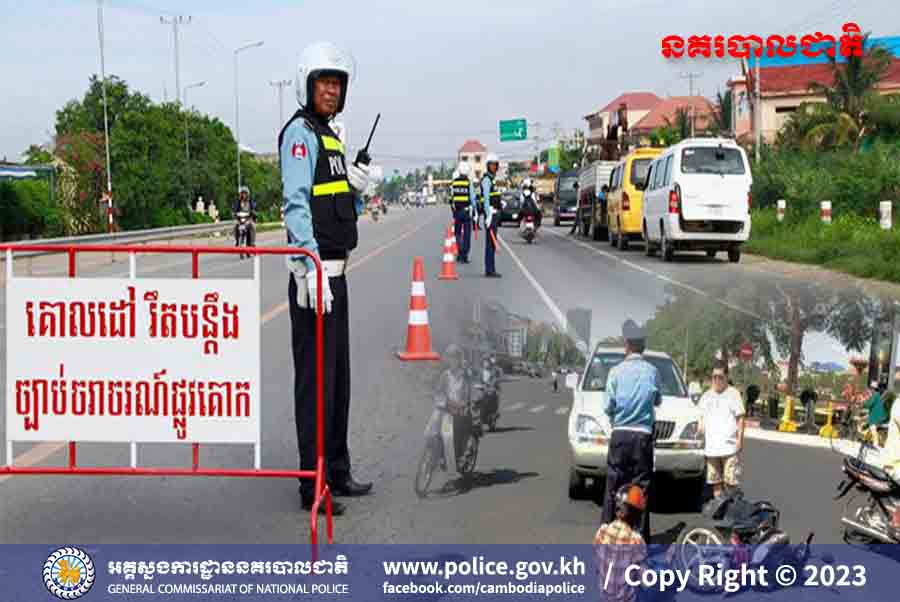 នគរបាលជាតិ
POL
POLICE
គោលដៅ រឹតបន្តឹង
ច្បាប់ចរាចរណ៍ផ្លូវគោក
អគ្គស្នងការដ្ឋាននគរបាលជាតិ
GENERAL COMMISSARIAT OF NATIONAL POLICE
www.police.gov.kh
facebook.com/cambodiapolice
/ Copy Right © 2023